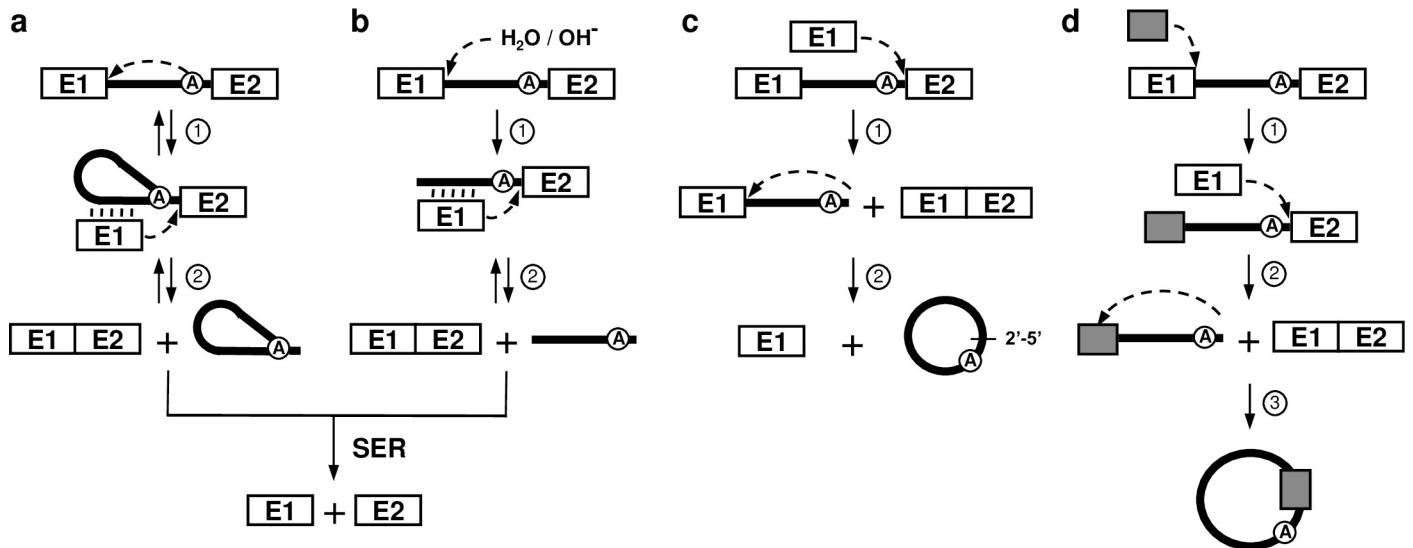 a
E1 A E2
1
A E2
E1
2
E1 E2 + A
b
H₂O / OH⁻
E1 A E2
1
A E2
E1
2
E1 E2 + A
SER
E1 + E2
c
E1
E1 A E2
1
E1 A + E1 E2
2
E1 + A 2'-5'
d
E1 A E2
1
E1
A E2
2
A + E1 E2
3
A